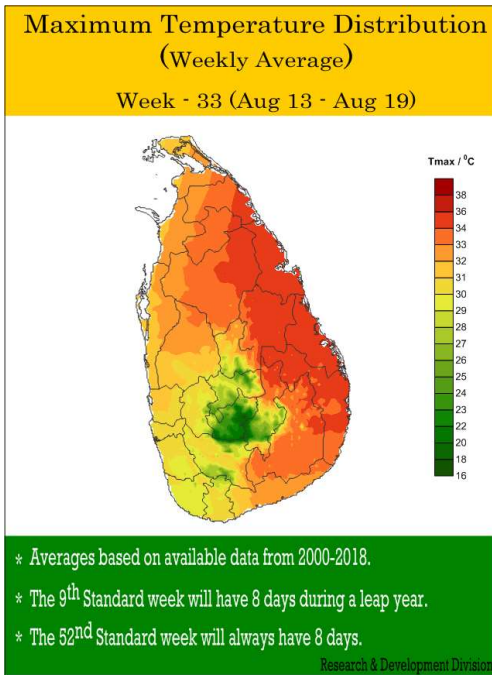 Maximum Temperature Distribution
(Weekly Average)
Week - 33 (Aug 13 - Aug 19)
Tmax / ⁰C
38
36
34
33
32
31
30
29
28
27
26
25
24
23
22
20
18
16
* Averages based on available data from 2000-2018.
* The 9th Standard week will have 8 days during a leap year.
* The 52nd Standard week will always have 8 days.
Research & Development Division